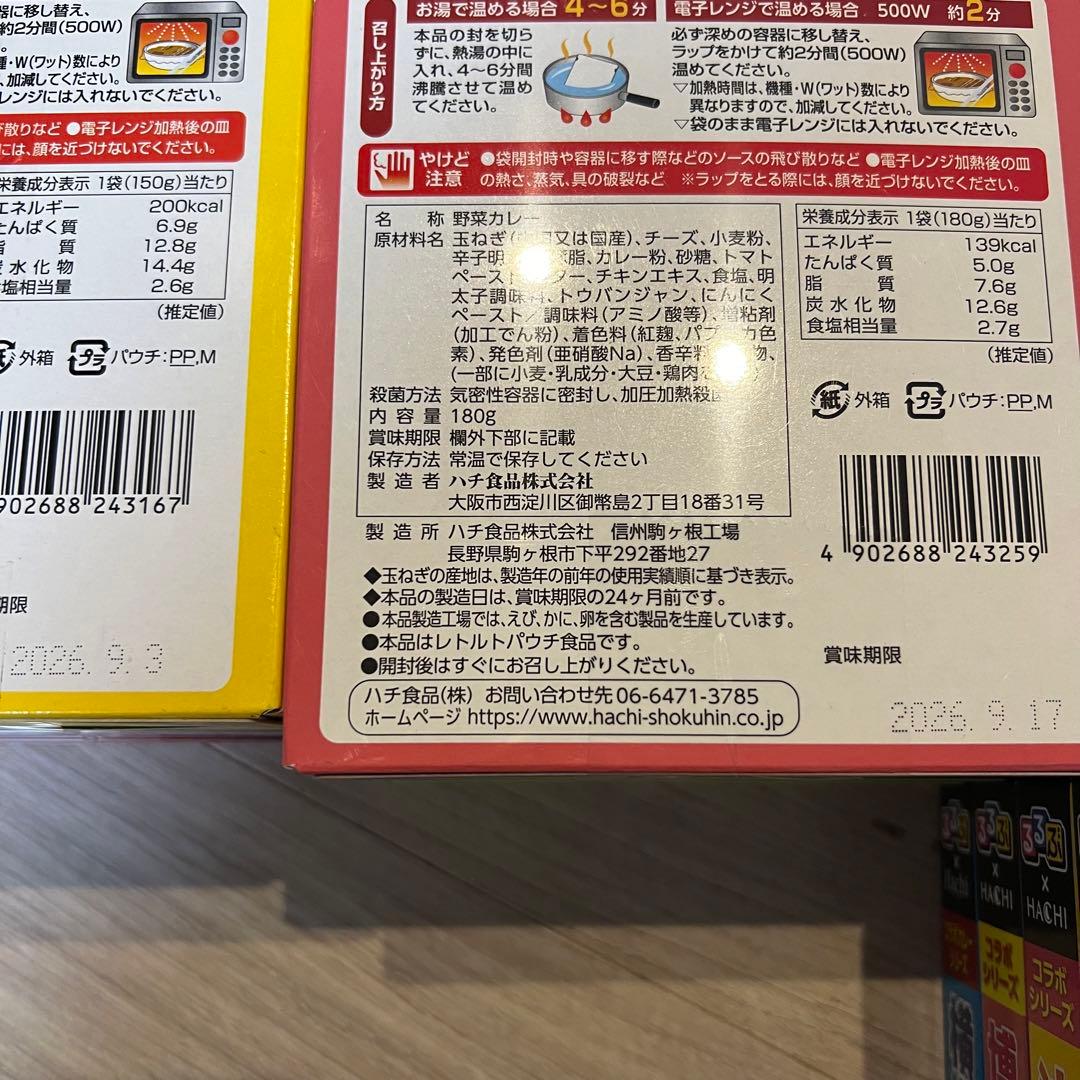 器に移し替え、
約2分間(500W)
い。
種・W(ワット)数により
、加減してください。
レンジには入れないでください。
び散りなど ●電子レンジ加熱後の皿
には、顔を近づけないでください。
栄養成分表示 1袋(150g)当たり
エネルギー 200kcal
たんぱく質 6.9g
脂質 12.8g
炭水化物 14.4g
食塩相当量 2.6g
(推定値)
紙 外箱 プラ パウチ:PP,M
902688 243167
期限
2026. 9. 3
召し上がり方
お湯で温める場合 4〜6分
本品の封を切ら
ずに、熱湯の中に
入れ、4〜6分間
沸騰させて温め
てください。
電子レンジで温める場合 500W 約2分
必ず深めの容器に移し替え、
ラップをかけて約2分間(500W)
温めてください。
▽加熱時間は、機種・W(ワット)数により
異なりますので、加減してください。
▽袋のまま電子レンジには入れないでください。
やけど
注意
●袋開封時や容器に移す際などのソースの飛び散りなど ●電子レンジ加熱後の皿
の熱さ、蒸気、具の破裂など ※ラップをとる際には、顔を近づけないでください。
名称 野菜カレー
原材料名 玉ねぎ( 又は国産)、チーズ、小麦粉、
辛子明 脂、カレー粉、砂糖、トマト
ペースト ー、チキンエキス、食塩、明
太子調味料、トウバンジャン、にんにく
ペースト/調味料(アミノ酸等)、増粘剤
(加工でん粉)、着色料(紅麹、パプリカ色
素)、発色剤(亜硝酸Na)、香辛料 物、
(一部に小麦・乳成分・大豆・鶏肉
殺菌方法 気密性容器に密封し、加圧加熱殺菌
内容量 180g
賞味期限 欄外下部に記載
保存方法 常温で保存してください
製造者 ハチ食品株式会社
大阪市西淀川区御幣島2丁目18番31号
製造所 ハチ食品株式会社 信州駒ヶ根工場
長野県駒ヶ根市下平292番地27
◆玉ねぎの産地は、製造年の前年の使用実績順に基づき表示。
◆本品の製造日は、賞味期限の24ヶ月前です。
●本品製造工場では、えび、かに、卵を含む製品を生産しています。
●本品はレトルトパウチ食品です。
●開封後はすぐにお召し上がりください。
ハチ食品(株) お問い合わせ先 06-6471-3785
ホームページ https://www.hachi-shokuhin.co.jp
栄養成分表示 1袋(180g)当たり
エネルギー 139kcal
たんぱく質 5.0g
脂質 7.6g
炭水化物 12.6g
食塩相当量 2.7g
(推定値)
紙 外箱 プラ パウチ:PP,M
4 902688 243259
賞味期限
2026. 9. 17
るるぶ
×
Hachi
コラボカレー
シリーズ
るるぶ
×
HACHI
コラボ
シリーズ
るるぶ
×
HACHI
コラボ
シリーズ